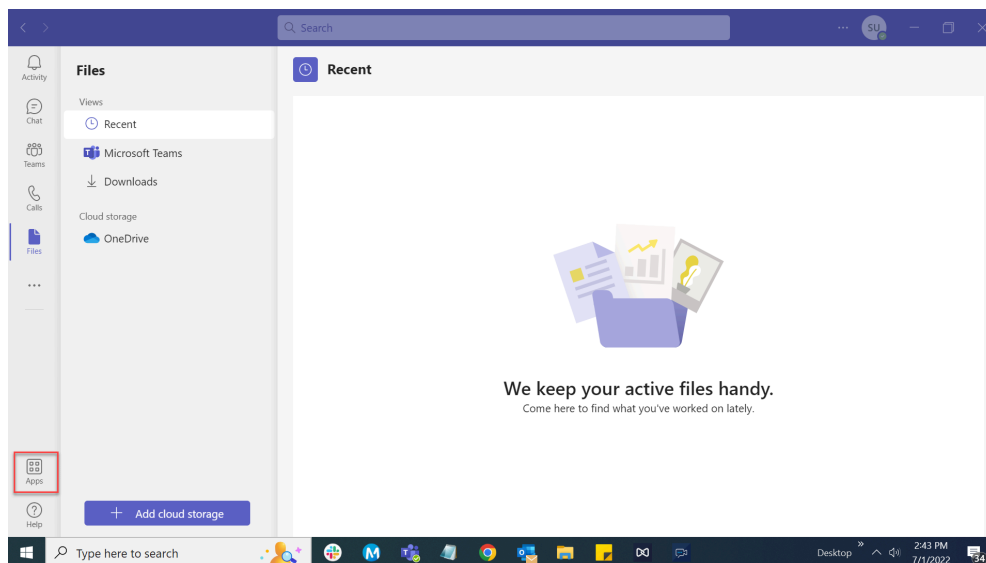 Search
SU
Activity
Chat
Teams
Calls
Files
Apps
Help
Files
Views
Recent
Microsoft Teams
Downloads
Cloud storage
OneDrive
Add cloud storage
Recent
We keep your active files handy.
Come here to find what you've worked on lately.
Type here to search
Desktop
2:43 PM
7/1/2022
34